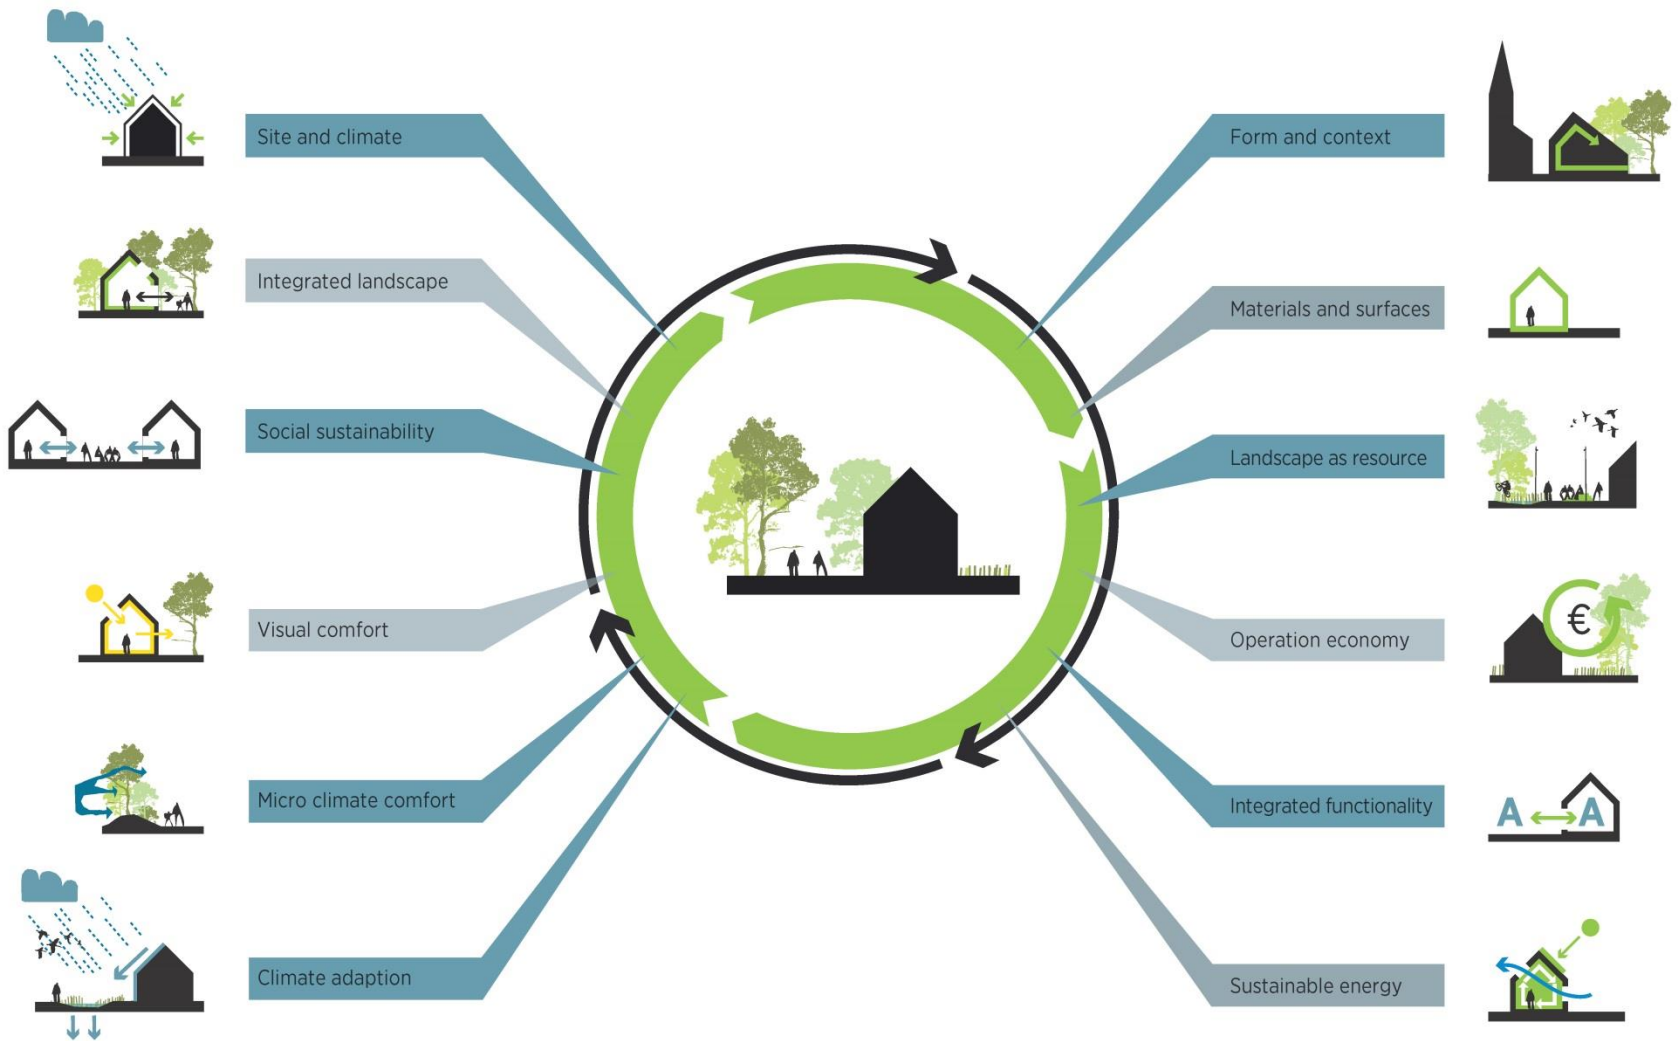 Site and climate
Integrated landscape
Social sustainability
Visual comfort
Micro climate comfort
Climate adaption
Form and context
Materials and surfaces
Landscape as resource
€
Operation economy
Integrated functionality
A A
Sustainable energy